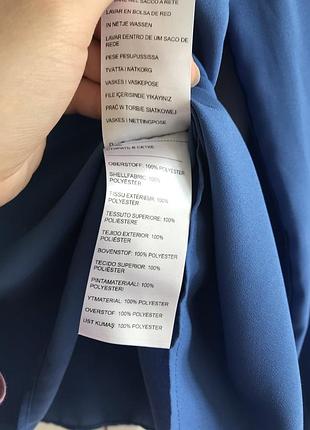 LAVAR EN BOLSA DE RED
IN NETJE WASSEN
LAVAR DENTRO DE UM SACO DE
REDE
PESE PESUPUSSISSA
TVÄTTA I NÄTKORG
VASKES I VASKEPOSE
FILE İÇERİSİNDE YIKAYINIZ
PRAĆ W TORBIE SIATKOWEJ
VASKES I NETTINGPOSE
OBERSTOFF: 100% POLYESTER
SHELLFABRIC: 100%
POLYESTER
TISSU EXTÉRIEUR: 100%
POLYESTER
TESSUTO SUPERIORE: 100%
POLIESTERE
TEJIDO EXTERIOR: 100%
POLIÉSTER
BOVENSTOF: 100% POLYESTER
TECIDO SUPERIOR: 100%
POLIÉSTER
PINTAMATERIAALI: 100%
POLYESTERI
YTMATERIAL: 100% POLYESTER
OVERSTOF: 100% POLYESTER
ÜST KUMAŞ: 100% POLYESTER